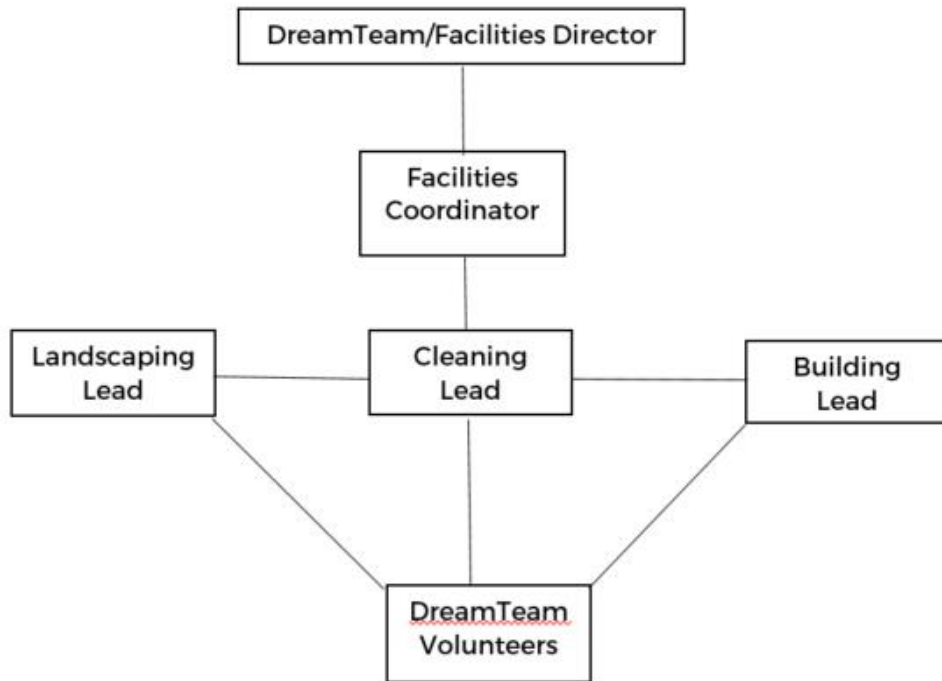 DreamTeam/Facilities Director
Facilities
Coordinator
Landscaping
Lead
Cleaning
Lead
Building
Lead
DreamTeam
Volunteers